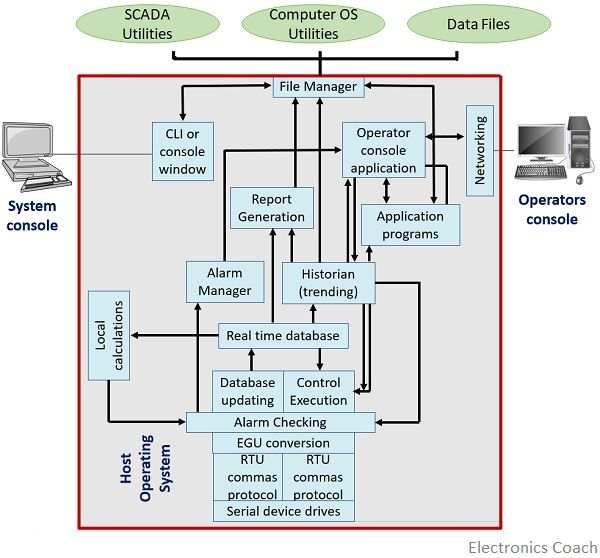 SCADA
Utilities
Computer OS
Utilities
Data Files
File Manager
CLI or
console
window
Operator
console
application
Networking
System
console
Operators
console
Report
Generation
Application
programs
Alarm
Manager
Historian
(trending)
Local
calculations
Real time database
Database
updating
Control
Execution
Alarm Checking
EGU conversion
Host
Operating
System
RTU
commas
protocol
RTU
commas
protocol
Serial device drives
Electronics Coach